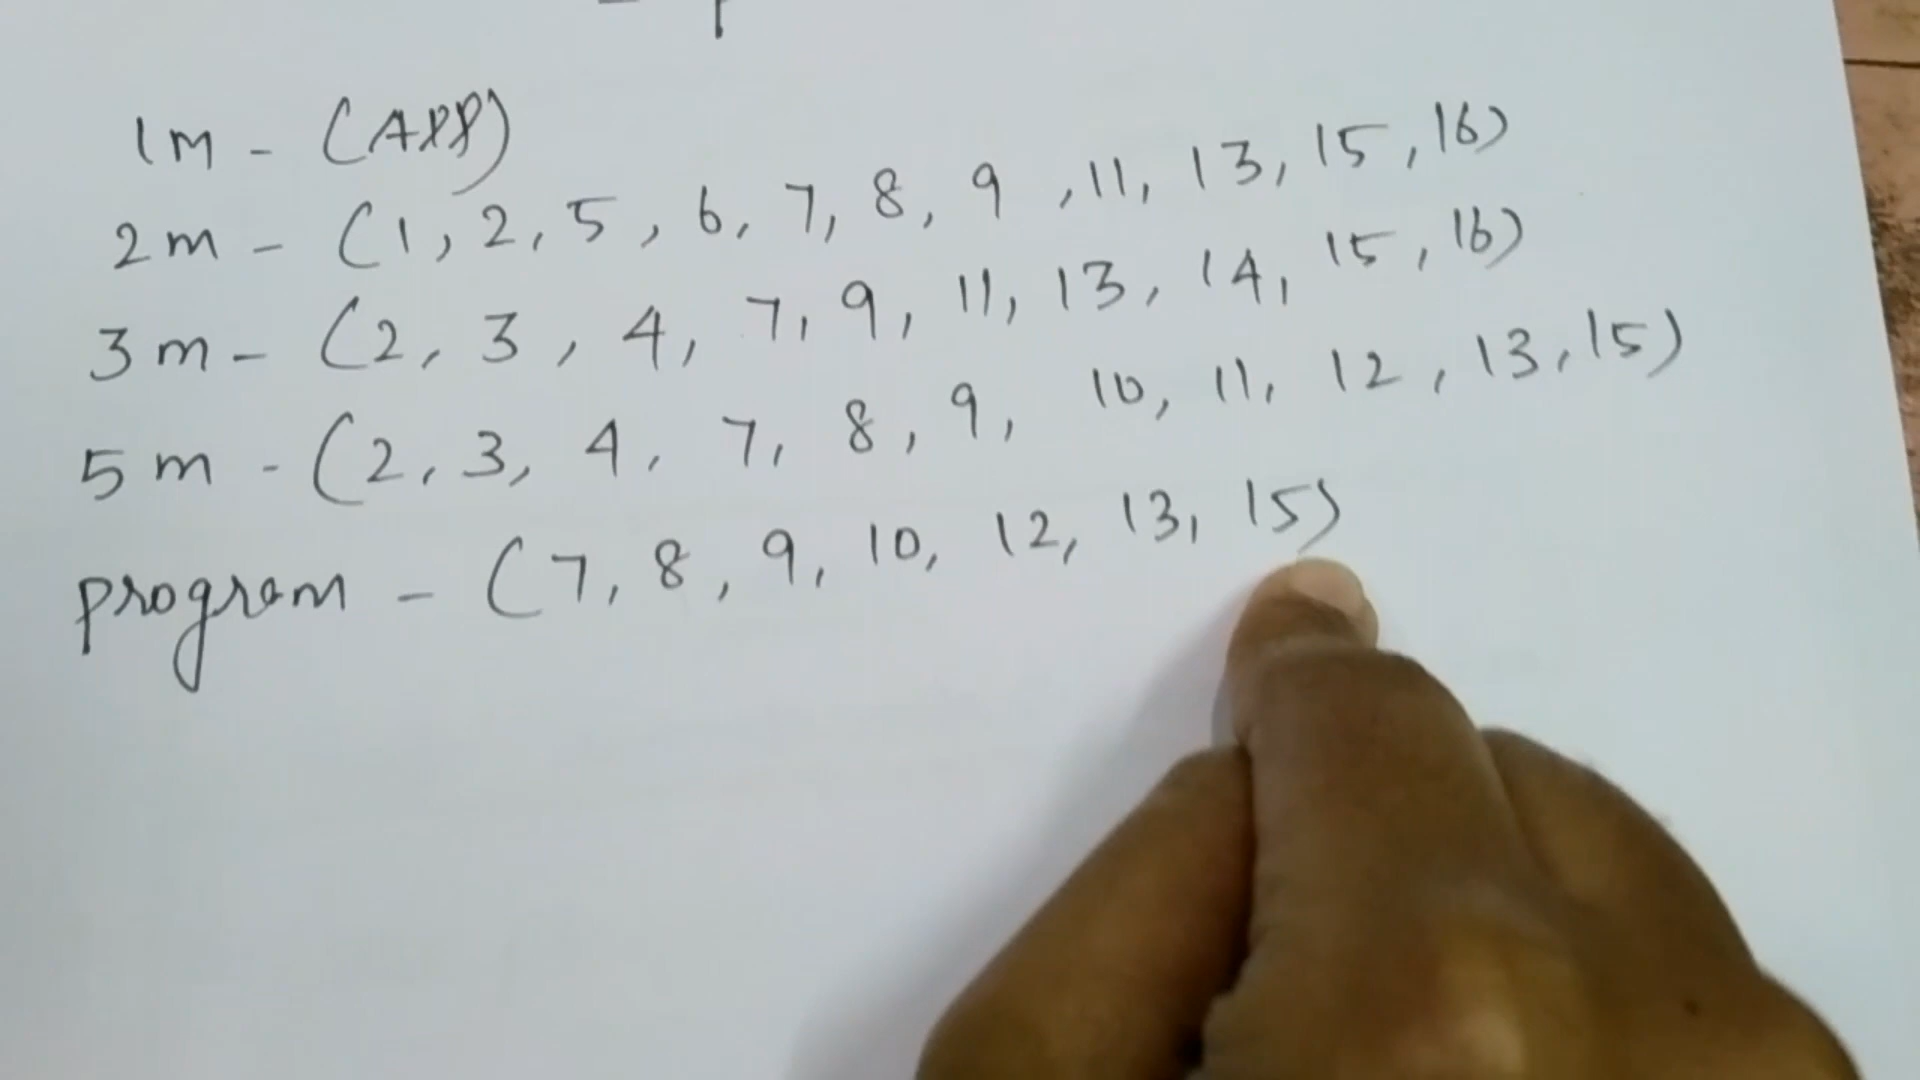 1m - (All)
2m - (1, 2, 5, 6, 7, 8, 9, 11, 13, 15, 16)
3m - (2, 3, 4, 7, 9, 11, 13, 14, 15, 16)
5m - (2, 3, 4, 7, 8, 9, 10, 11, 12, 13, 15)
program - (7, 8, 9, 10, 12, 13, 15)